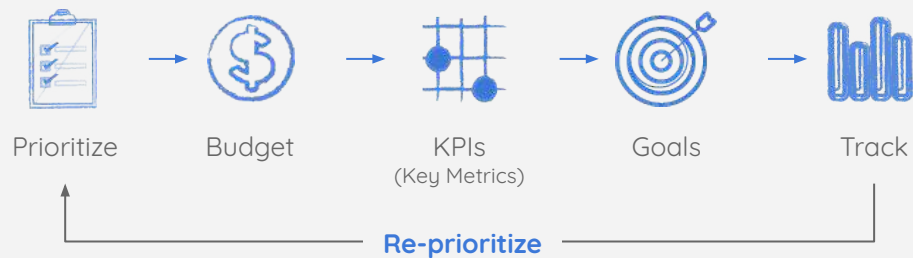 Prioritize
Budget
KPIs
(Key Metrics)
Goals
Track
Re-prioritize